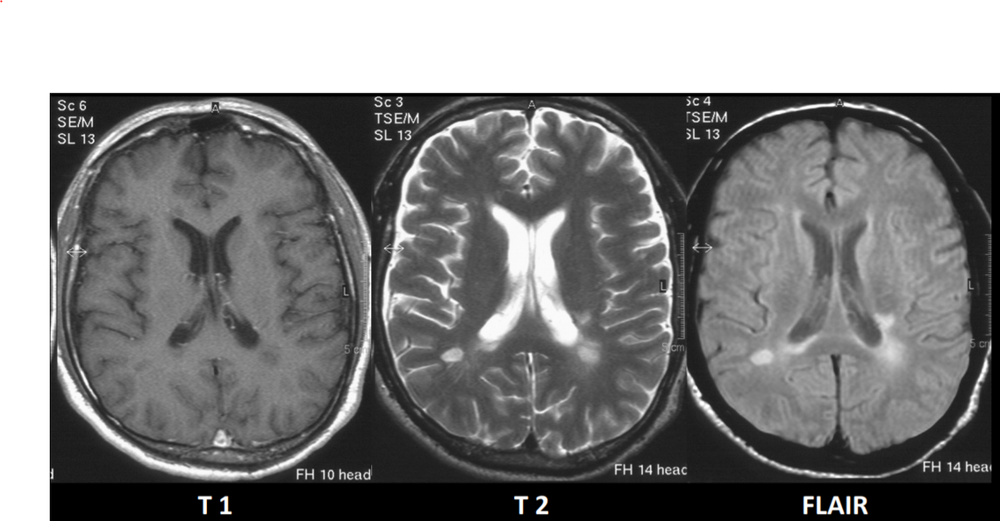 Sc 6
SE/M
SL 13
A
L
5 cm
FH 10 head
T 1
Sc 3
TSE/M
SL 13
A
L
5 cm
FH 14 head
T 2
Sc 4
TSE/M
SL 13
A
L
5 cm
FH 14 head
FLAIR